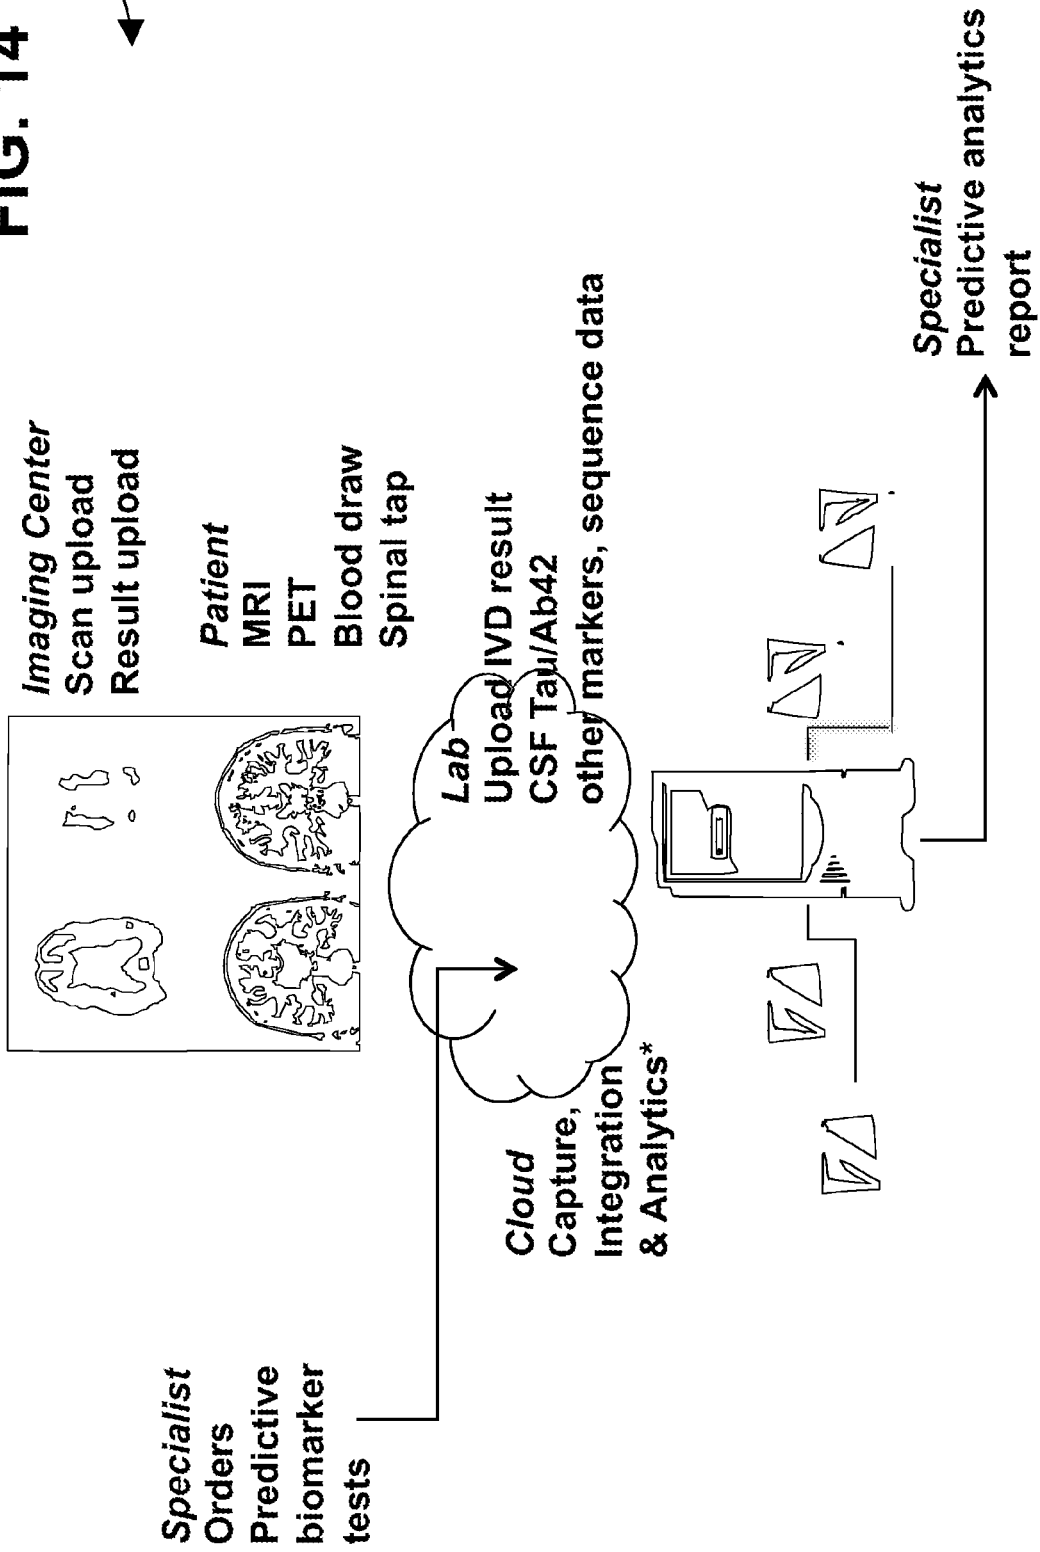 FIG. 14
Imaging Center
Scan upload
Result upload
Patient
MRI
PET
Blood draw
Spinal tap
Specialist
Orders
Predictive
biomarker
tests
Lab
Upload IVD result
CSF Tau/Ab42
other markers, sequence data
Cloud
Capture,
Integration
& Analytics*
Specialist
Predictive analytics
report